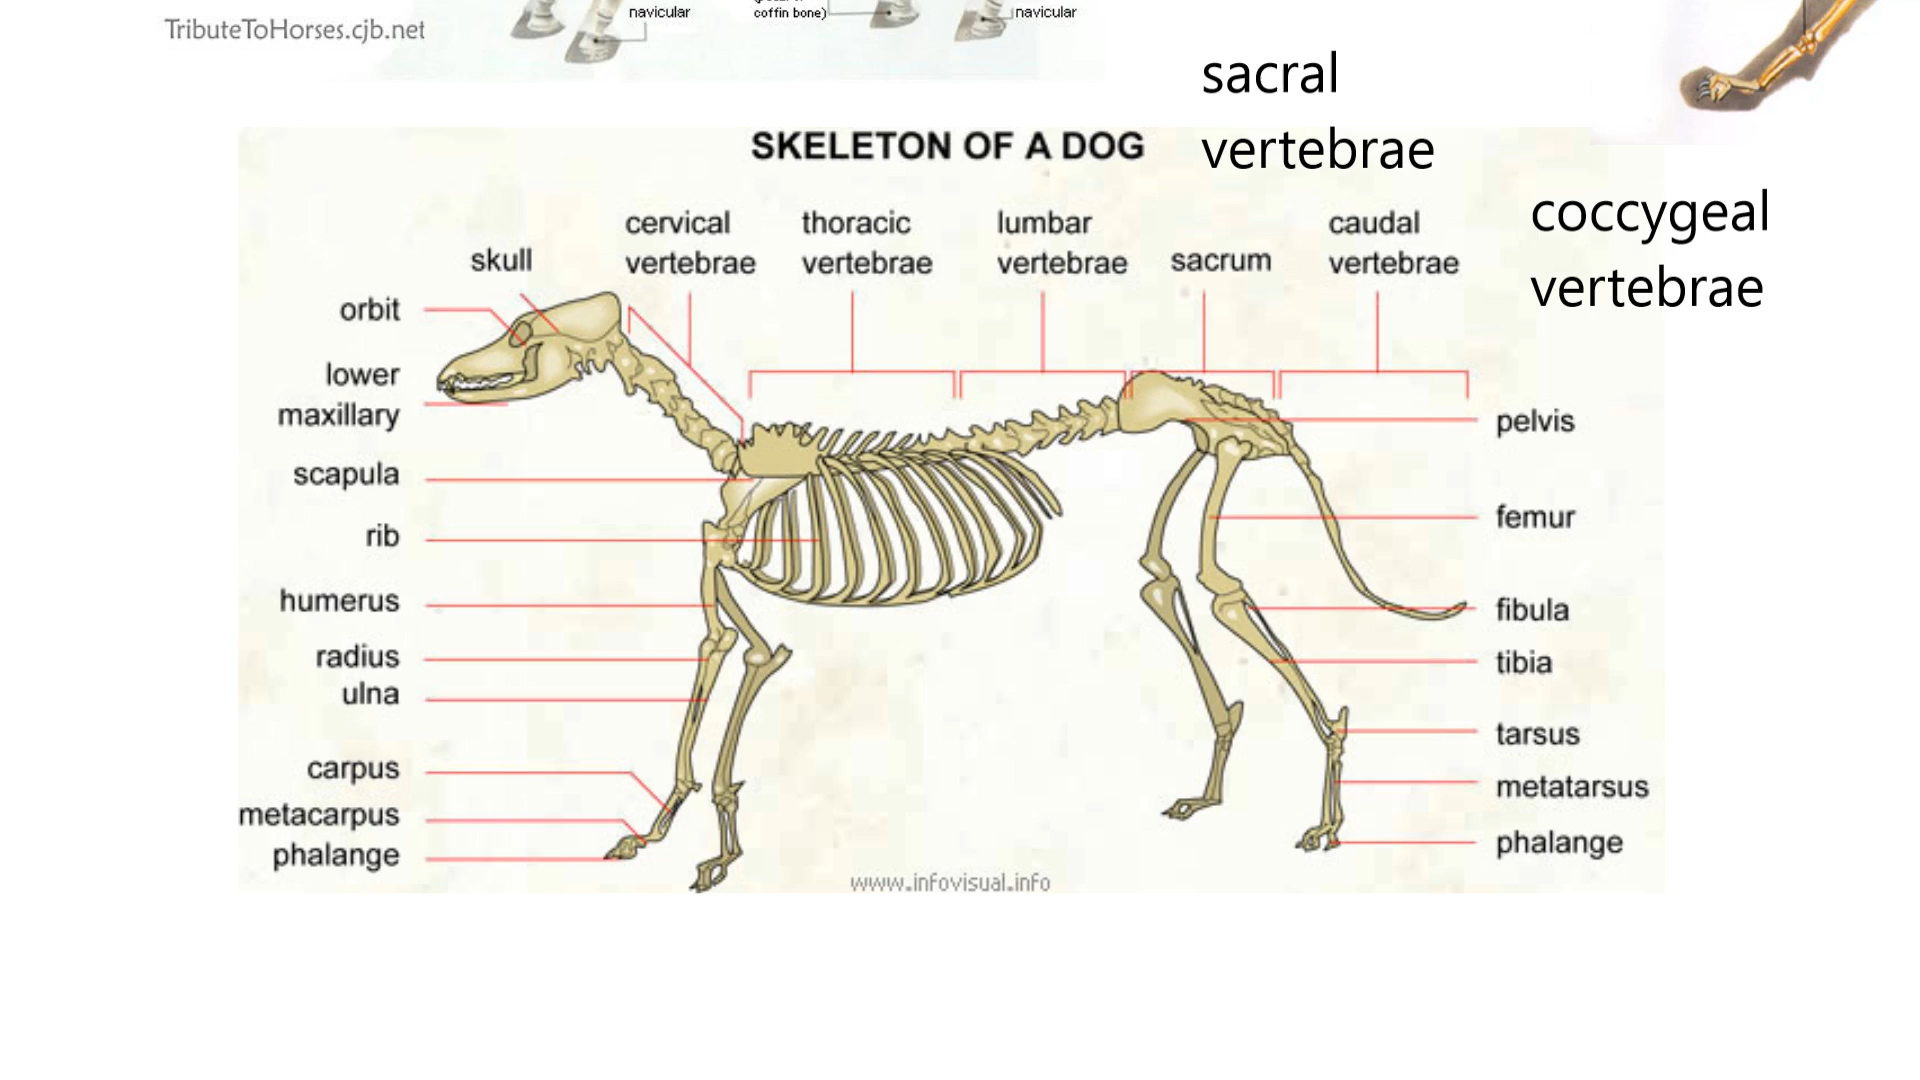 navicular
coffin bone)
navicular
TributeToHorses.cjb.net
sacral
vertebrae
SKELETON OF A DOG
coccygeal
vertebrae
skull
cervical
vertebrae
thoracic
vertebrae
lumbar
vertebrae
sacrum
caudal
vertebrae
orbit
lower
maxillary
scapula
rib
humerus
radius
ulna
carpus
metacarpus
phalange
pelvis
femur
fibula
tibia
tarsus
metatarsus
phalange
www.infovisual.info